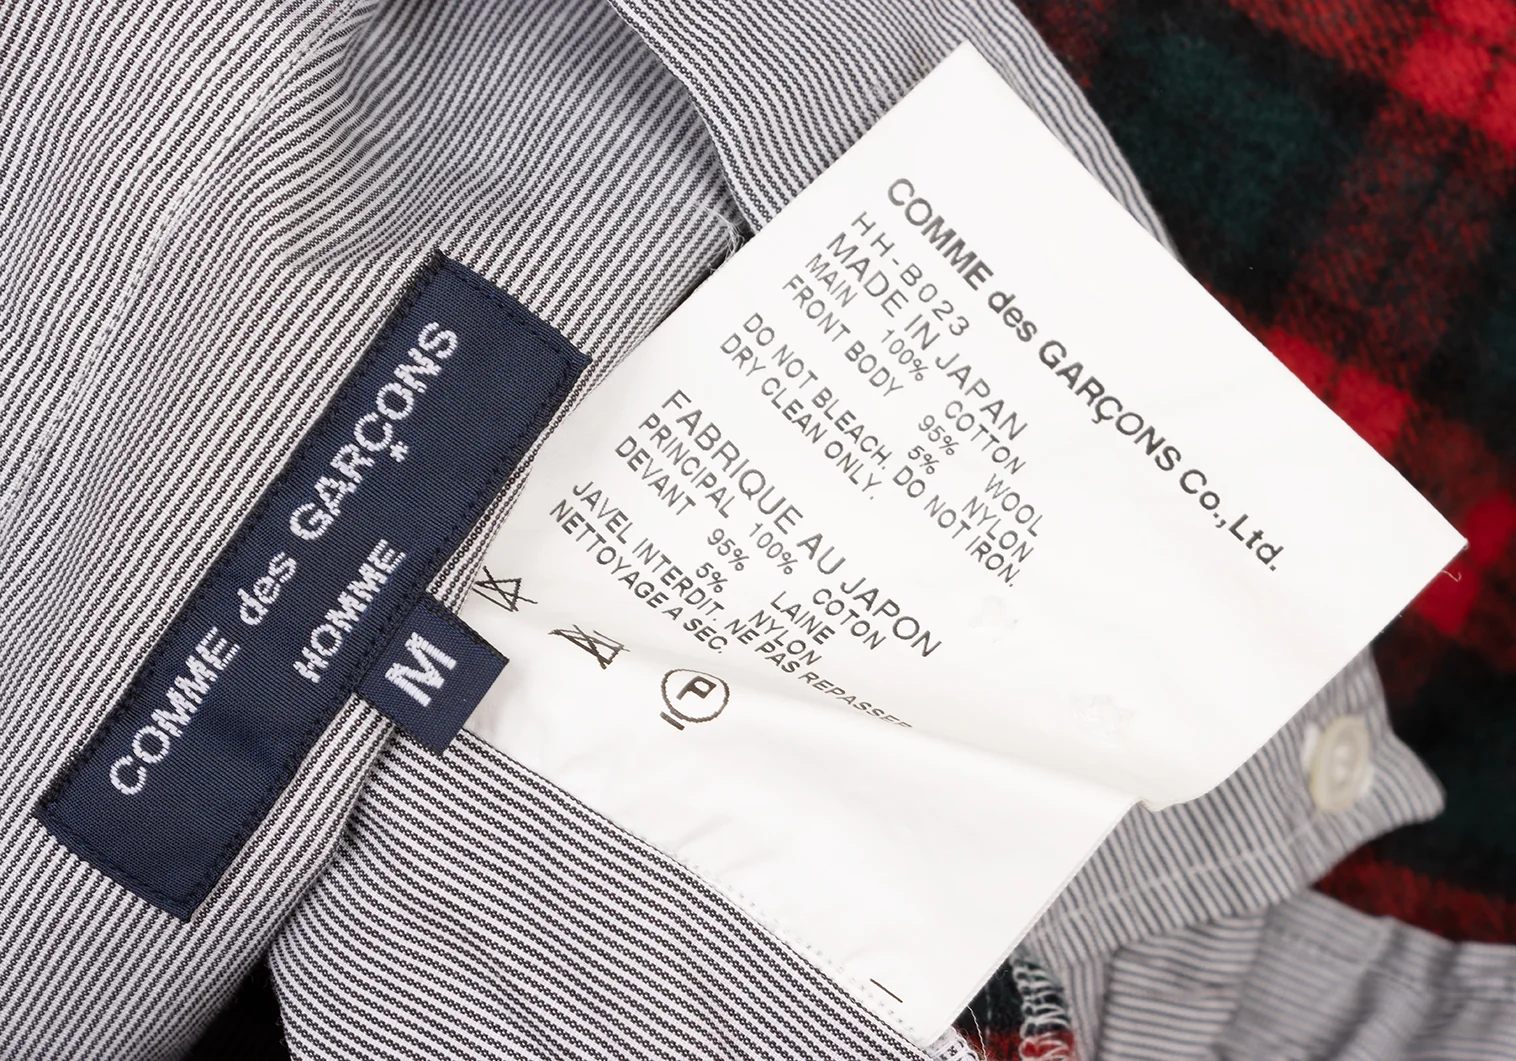 COMME des GARÇONS
HOMME
M
COMME des GARÇONS Co., Ltd.
HH-B023
MADE IN JAPAN
MAIN 100% COTTON
FRONT BODY 95% WOOL
5% NYLON
DO NOT BLEACH. DO NOT IRON.
DRY CLEAN ONLY.
FABRIQUE AU JAPON
PRINCIPAL 100% COTON
DEVANT 95% LAINE
5% NYLON
JAVEL INTERDIT. NE PAS REPASSER
NETTOYAGE A SEC.
P